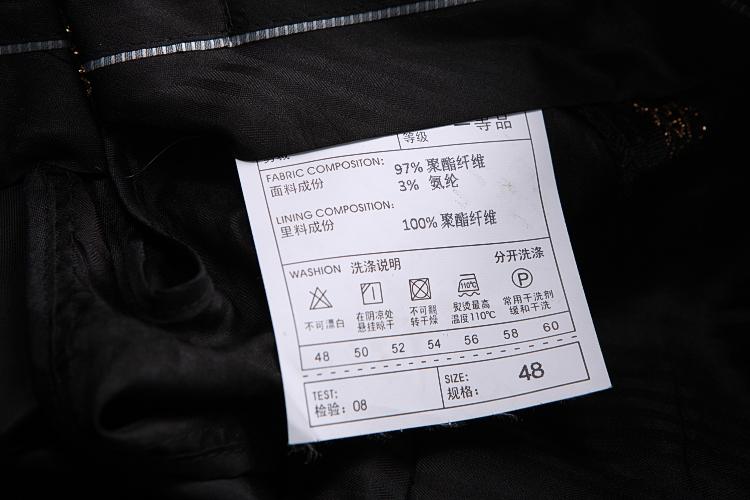 等级 一等品
FABRIC COMPOSITON: 97% 聚酯纤维
面料成份 3% 氨纶
LINING COMPOSITION:
里料成份 100% 聚酯纤维
WASHION 洗涤说明 分开洗涤
110℃ P
不可漂白 在阴凉处 不可翻 熨烫最高 常用干洗剂
悬挂晾干 转干燥 温度110℃ 缓和干洗
48 50 52 54 56 58 60
TEST: SIZE: 48
检验：08 规格：